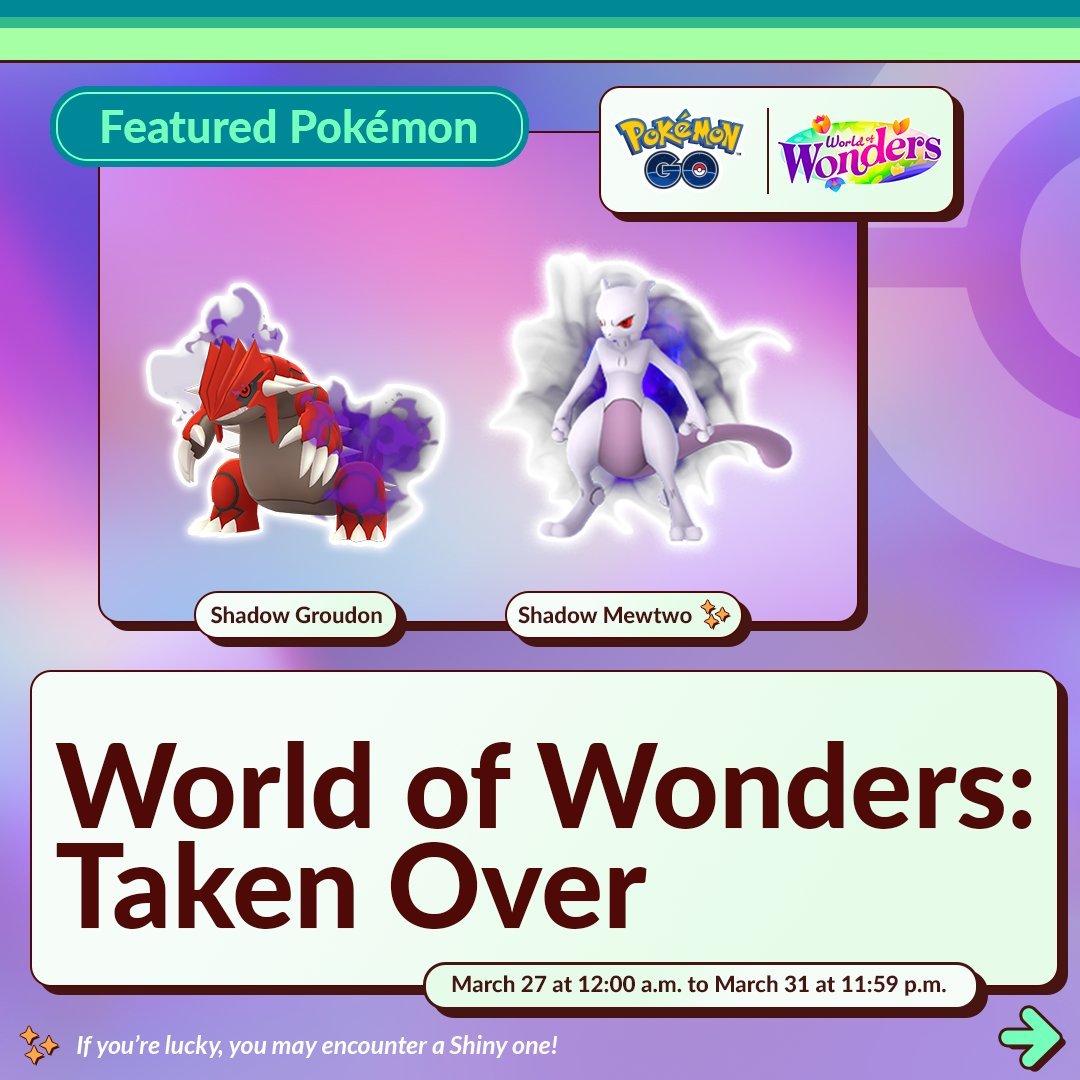 Featured Pokémon
POKéMON
GO
World of
Wonders
Shadow Groudon
Shadow Mewtwo
World of Wonders:
Taken Over
March 27 at 12:00 a.m. to March 31 at 11:59 p.m.
If you’re lucky, you may encounter a Shiny one!